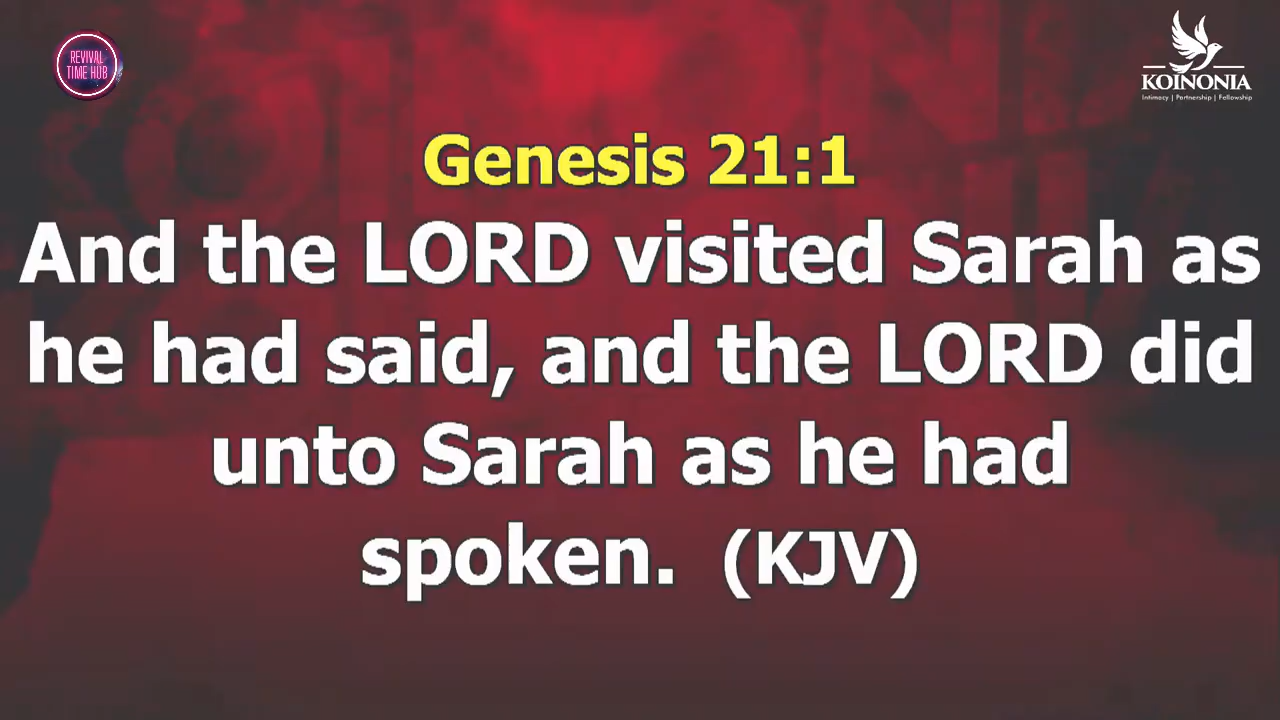 REVIVAL
TIME HUB
KOINONIA
Intimacy | Partnership | Fellowship
Genesis 21:1
And the LORD visited Sarah as
he had said, and the LORD did
unto Sarah as he had
spoken. (KJV)